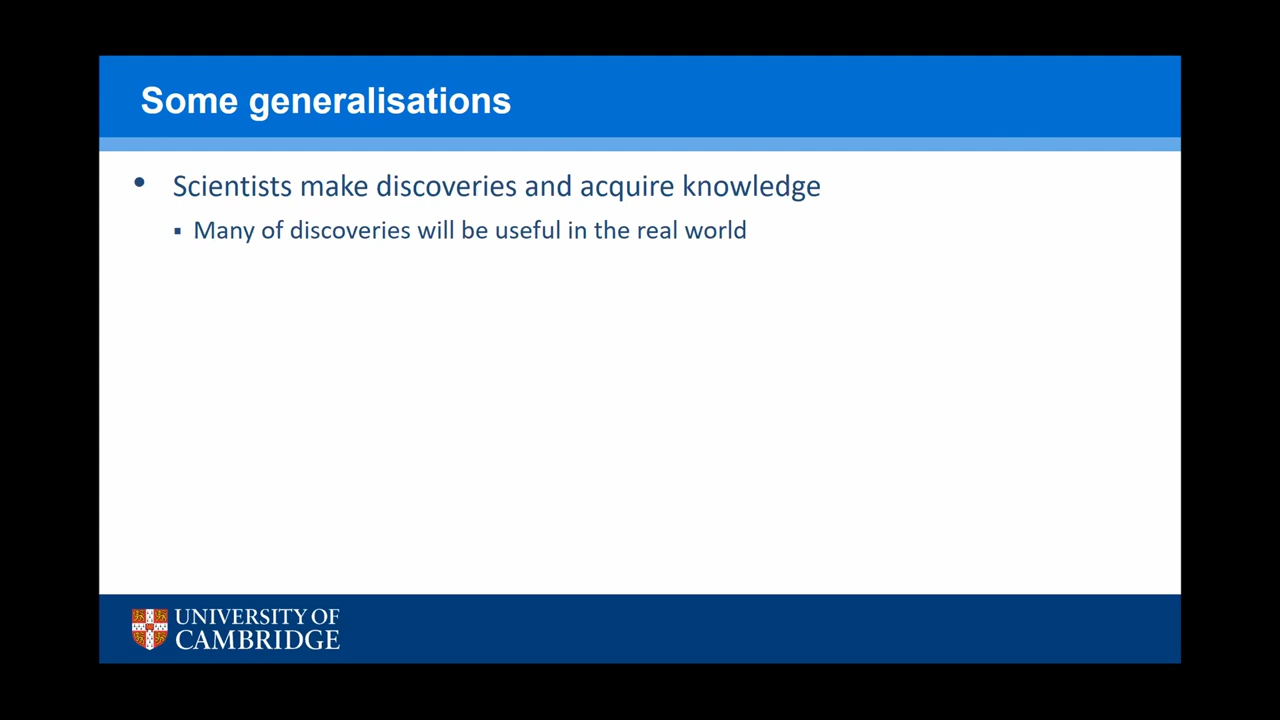 Some generalisations
• Scientists make discoveries and acquire knowledge
▪ Many of discoveries will be useful in the real world
UNIVERSITY OF
CAMBRIDGE